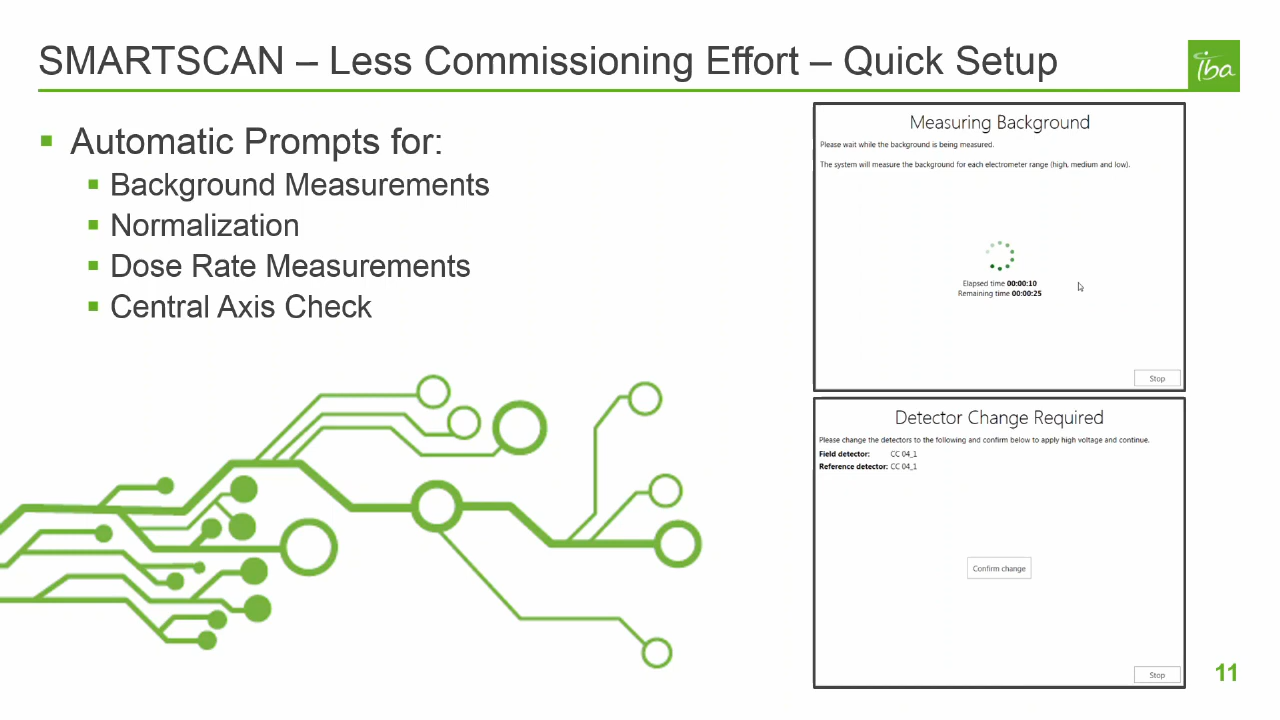 SMARTSCAN – Less Commissioning Effort – Quick Setup
iba
Automatic Prompts for:
Background Measurements
Normalization
Dose Rate Measurements
Central Axis Check
Measuring Background
Please wait while the background is being measured.
The system will measure the background for each electrometer range (high, medium and low).
Elapsed time 00:00:10
Remaining time 00:00:25
Stop
Detector Change Required
Please change the detectors to the following and confirm below to apply high voltage and continue.
Field detector: CC 04_1
Reference detector: CC 04_1
Confirm change
Stop
11